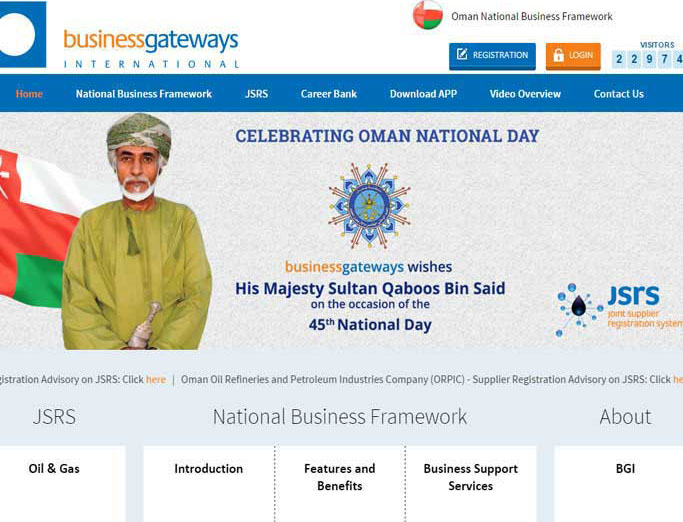 Oman National Business Framework
businessgateways
INTERNATIONAL
REGISTRATION
LOGIN
VISITORS
2 2 9 7 4
Home National Business Framework JSRS Career Bank Download APP Video Overview Contact Us
CELEBRATING OMAN NATIONAL DAY
businessgateways wishes
His Majesty Sultan Qaboos Bin Said
on the occasion of the
45th National Day
JSRS
joint supplier
registration system
gistration Advisory on JSRS: Click here | Oman Oil Refineries and Petroleum Industries Company (ORPIC) - Supplier Registration Advisory on JSRS: Click he
JSRS
National Business Framework
About
Oil & Gas
Introduction
Features and
Benefits
Business Support
Services
BGI